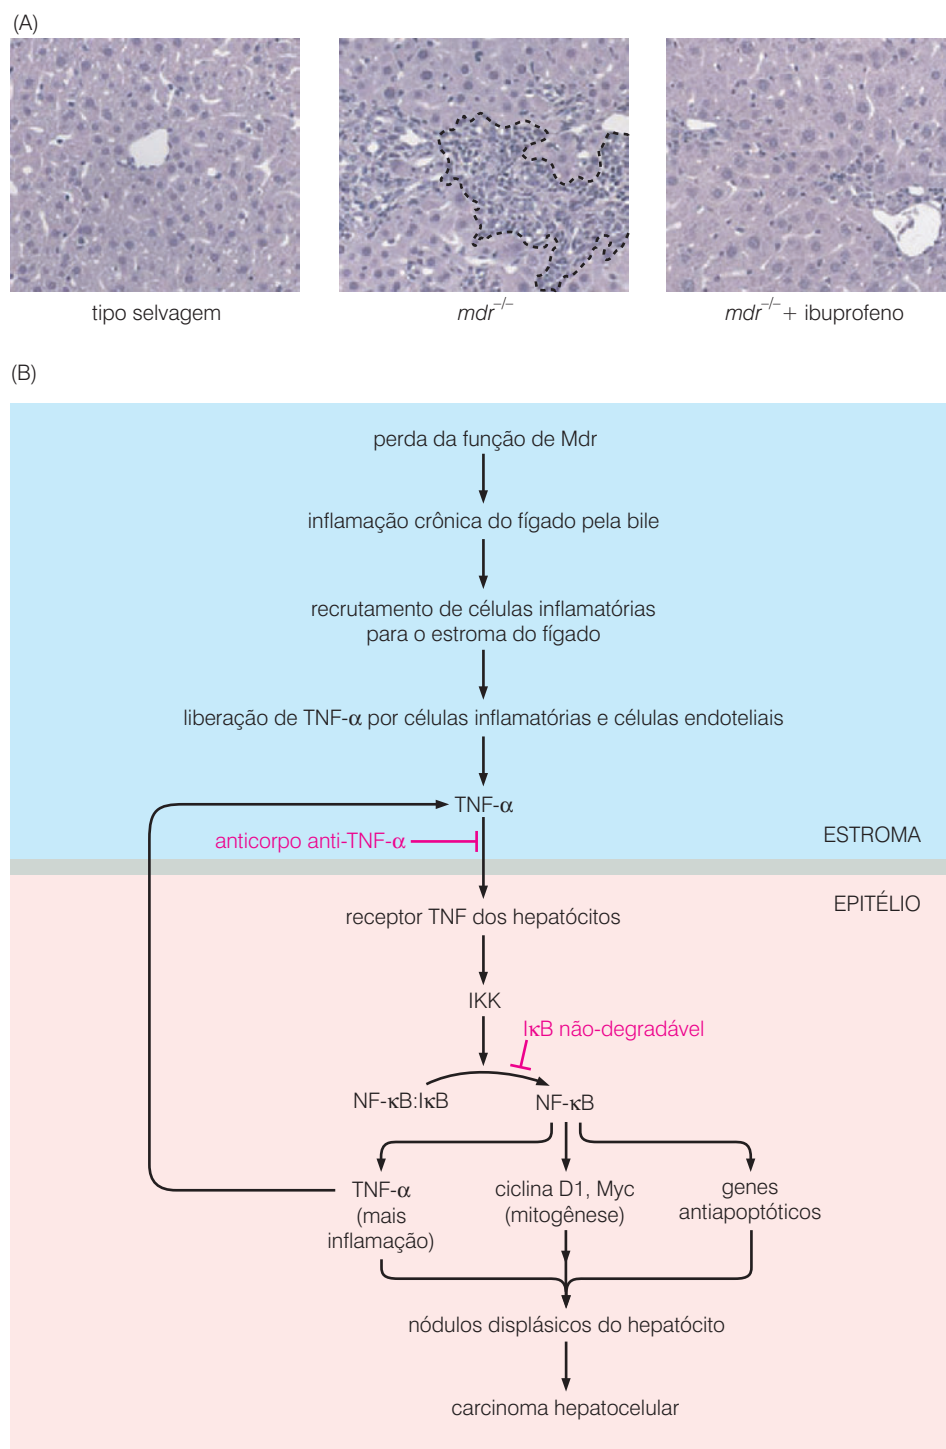 (A)
tipo selvagem
mdr⁻/⁻
mdr⁻/⁻ + ibuprofeno
(B)
perda da função de Mdr
inflamação crônica do fígado pela bile
recrutamento de células inflamatórias
para o estroma do fígado
liberação de TNF-α por células inflamatórias e células endoteliais
TNF-α
anticorpo anti-TNF-α
ESTROMA
EPITÉLIO
receptor TNF dos hepatócitos
IKK
IκB não-degradável
NF-κB:IκB
NF-κB
TNF-α
(mais
inflamação)
ciclina D1, Myc
(mitogênese)
genes
antiapoptóticos
nódulos displásicos do hepatócito
carcinoma hepatocelular